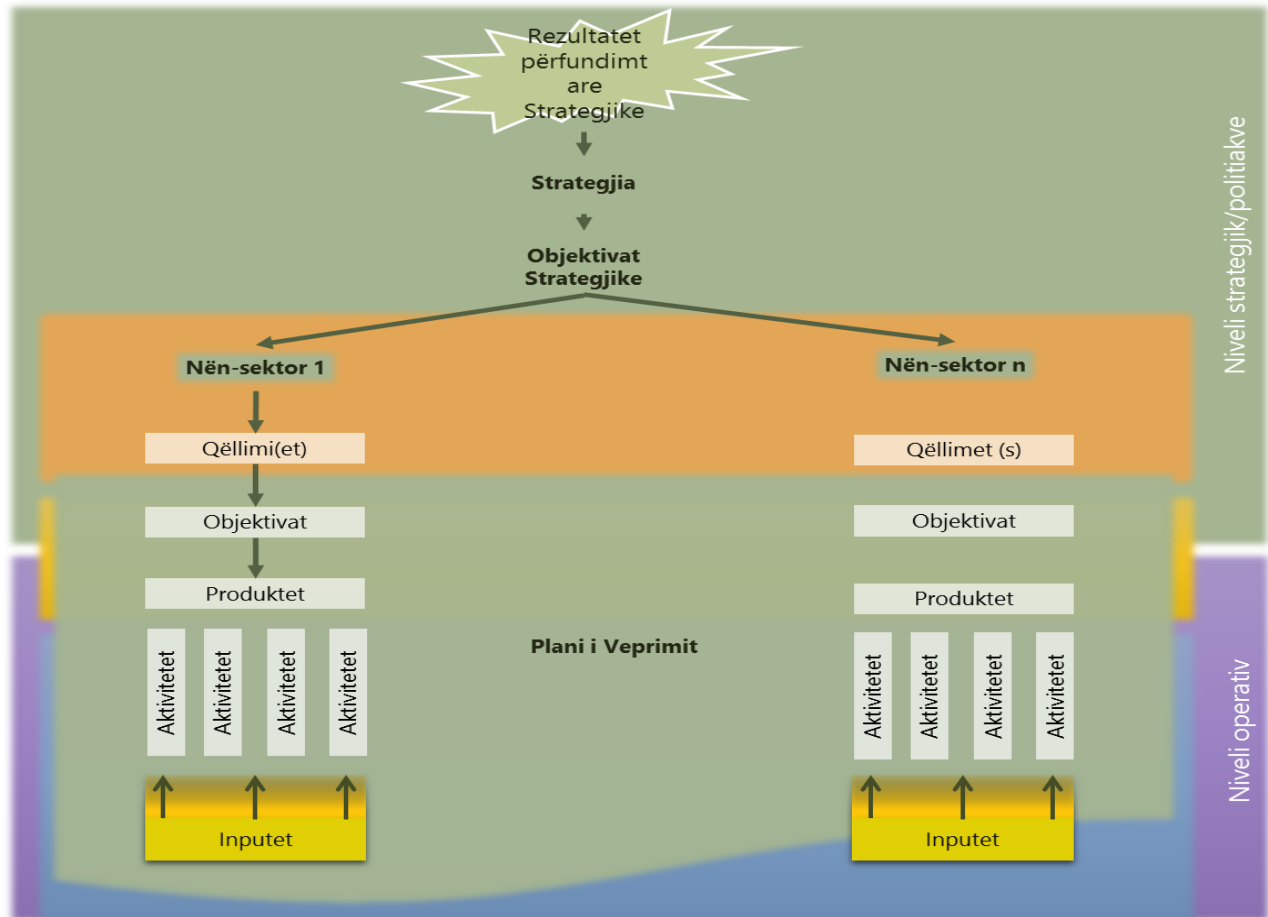 Rezultatet
përfundimt
are
Strategjike
Strategjia
Objektivat
Strategjike
Nën-sektor 1
Nën-sektor n
Qëllimi(et)
Qëllimet (s)
Objektivat
Objektivat
Produktet
Produktet
Plani i Veprimit
Aktivitetet
Aktivitetet
Aktivitetet
Aktivitetet
Aktivitetet
Aktivitetet
Aktivitetet
Aktivitetet
Inputet
Inputet
Niveli strategjik/politiakve
Niveli operativ